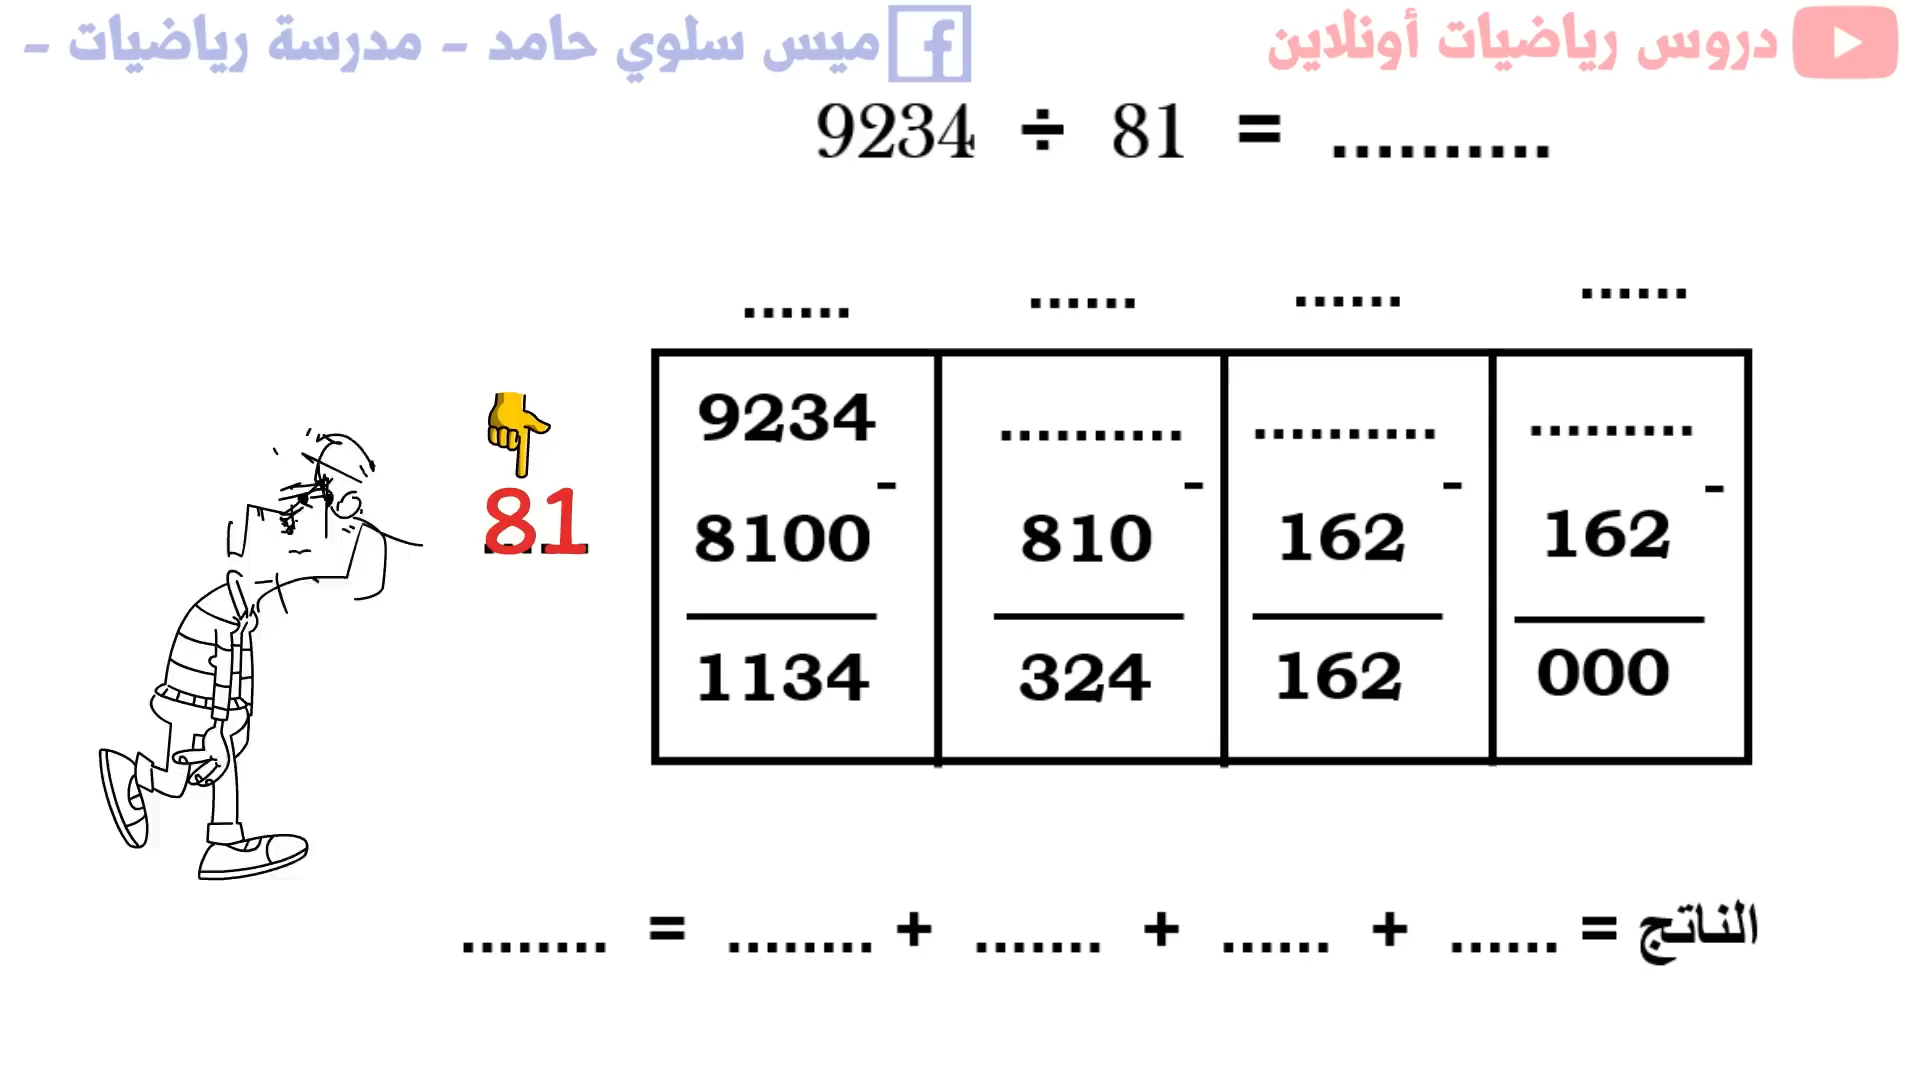 دروس رياضيات أونلاين ميس سلوي حامد - مدرسة رياضيات -
9234 ÷ 81 = ..........
...... ...... ...... ......
9234 .......... .......... .........
- - - -
81
8100 810 162 162
1134 324 162 000
الناتج = ...... + ...... + ....... + ........ = ........